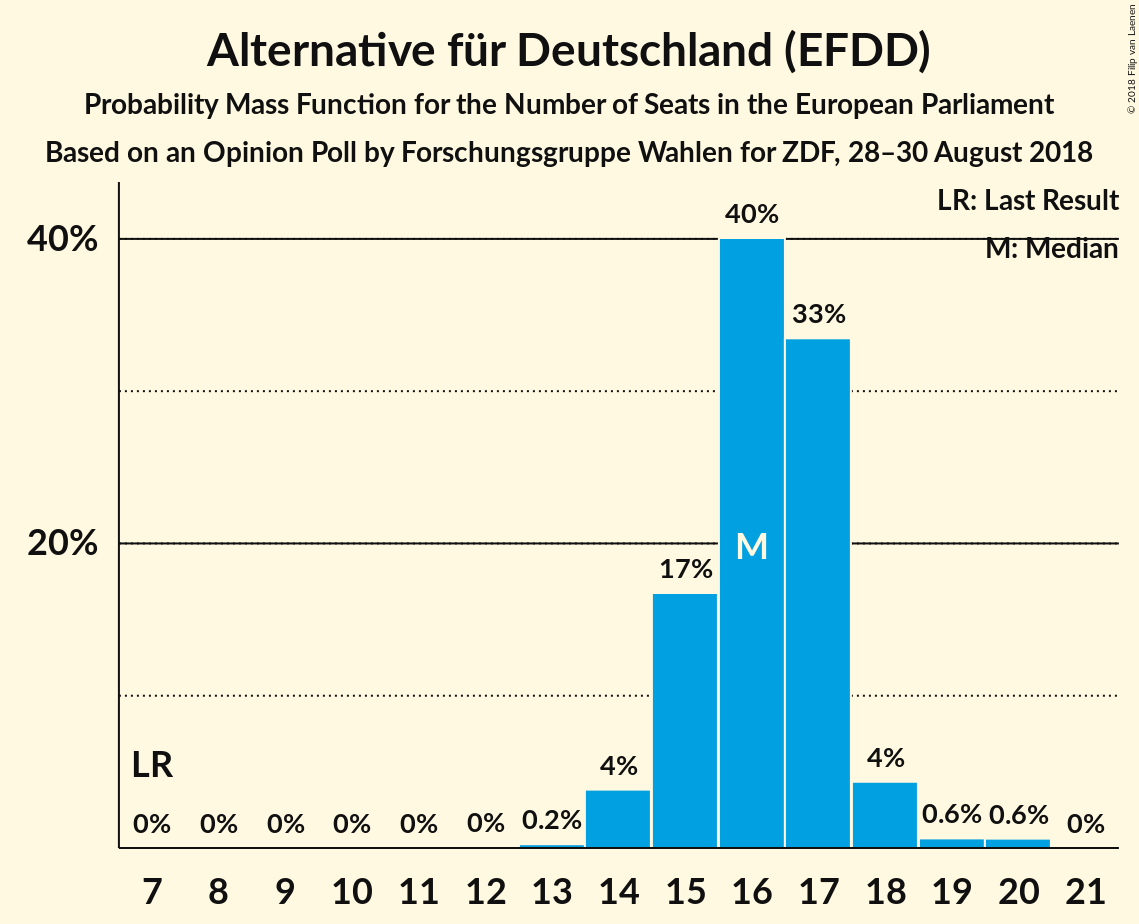 Alternative für Deutschland (EFDD)
Probability Mass Function for the Number of Seats in the European Parliament
Based on an Opinion Poll by Forschungsgruppe Wahlen for ZDF, 28–30 August 2018
© 2018 Filip van Laenen
LR: Last Result
M: Median
40%
20%
40%
33%
17%
M
LR
0% 0% 0% 0% 0% 0% 0.2% 4% 4% 0.6% 0.6% 0%
7 8 9 10 11 12 13 14 15 16 17 18 19 20 21